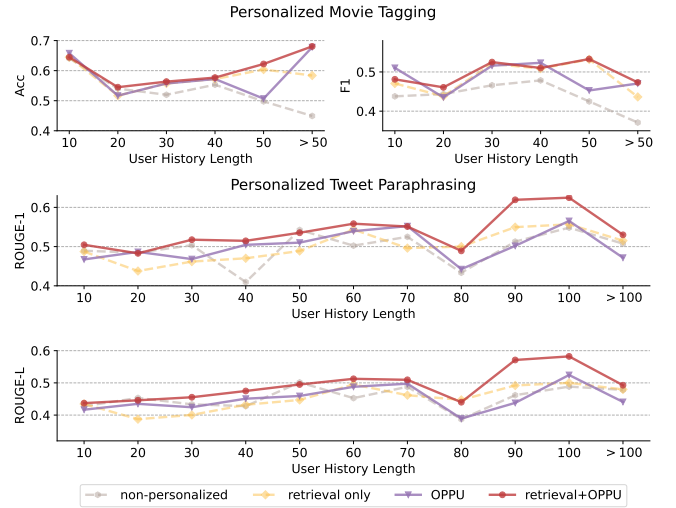 Personalized Movie Tagging
0.7
0.6
0.5
0.4
Acc
10 20 30 40 50 >50
User History Length
0.5
0.4
F1
10 20 30 40 50 >50
User History Length
Personalized Tweet Paraphrasing
0.6
0.5
0.4
ROUGE-1
10 20 30 40 50 60 70 80 90 100 >100
User History Length
0.6
0.5
0.4
ROUGE-L
10 20 30 40 50 60 70 80 90 100 >100
User History Length
non-personalized retrieval only OPPU retrieval+OPPU